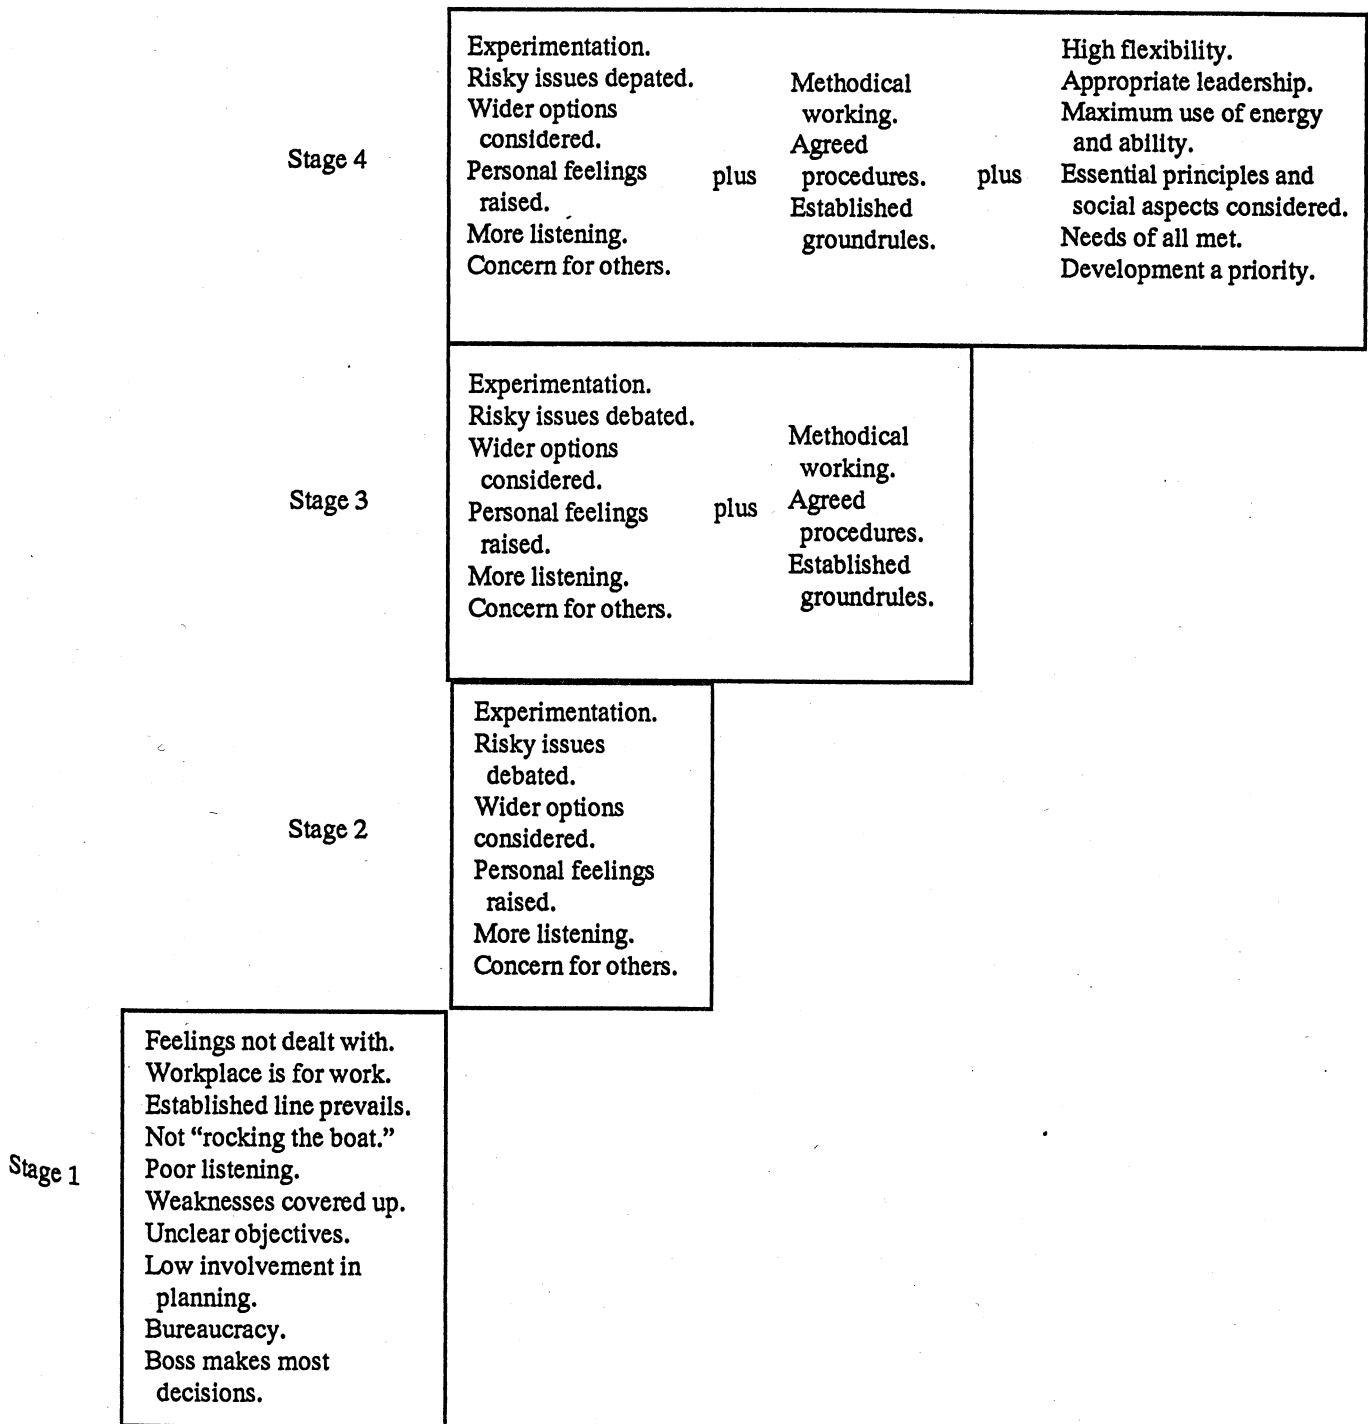 Stage 4
Experimentation.
Risky issues depated.
Wider options
considered.
Personal feelings
raised.
More listening.
Concern for others.
plus
Methodical
working.
Agreed
procedures.
Established
groundrules.
plus
High flexibility.
Appropriate leadership.
Maximum use of energy
and ability.
Essential principles and
social aspects considered.
Needs of all met.
Development a priority.
Stage 3
Experimentation.
Risky issues debated.
Wider options
considered.
Personal feelings
raised.
More listening.
Concern for others.
plus
Methodical
working.
Agreed
procedures.
Established
groundrules.
Stage 2
Experimentation.
Risky issues
debated.
Wider options
considered.
Personal feelings
raised.
More listening.
Concern for others.
Stage 1
Feelings not dealt with.
Workplace is for work.
Established line prevails.
Not “rocking the boat.”
Poor listening.
Weaknesses covered up.
Unclear objectives.
Low involvement in
planning.
Bureaucracy.
Boss makes most
decisions.